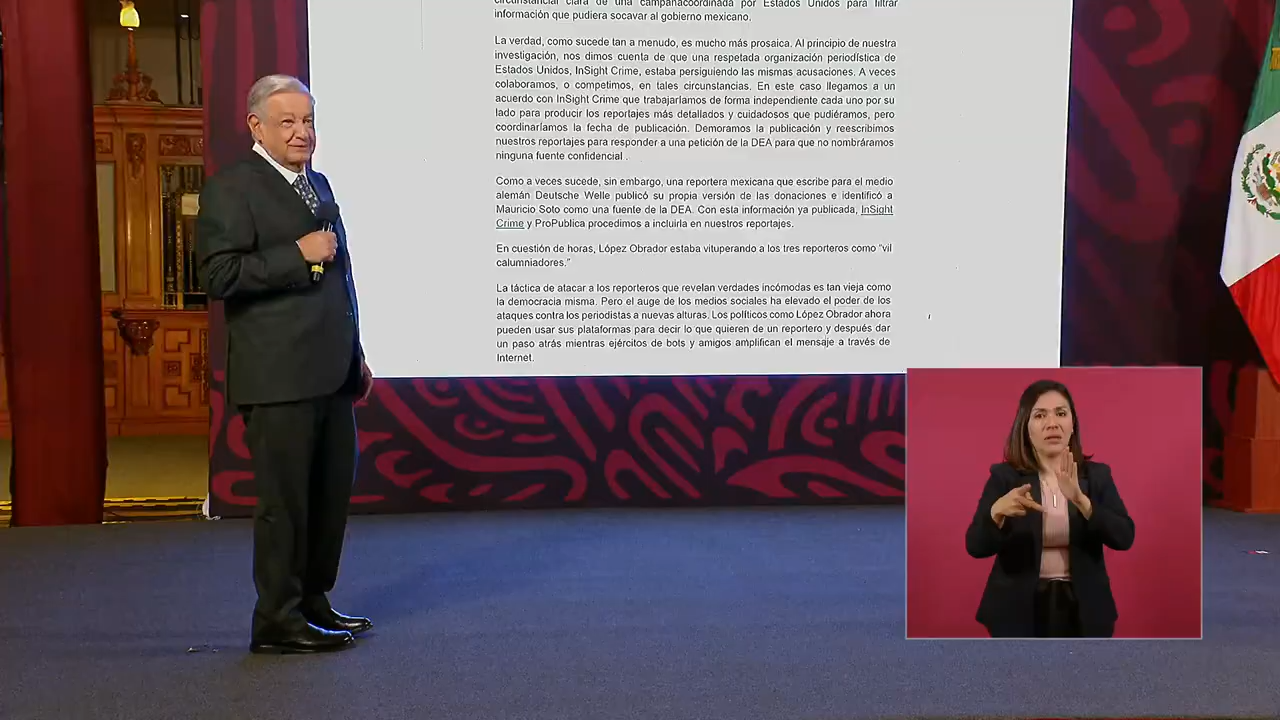 circunstancial clara de una campañacoordinada por Estados Unidos para filtrar
información que pudiera socavar al gobierno mexicano.
La verdad, como sucede tan a menudo, es mucho más prosaica. Al principio de nuestra
investigación, nos dimos cuenta de que una respetada organización periodística de
Estados Unidos, InSight Crime, estaba persiguiendo las mismas acusaciones. A veces
colaboramos, o competimos, en tales circunstancias. En este caso llegamos a un
acuerdo con InSight Crime que trabajaríamos de forma independiente cada uno por su
lado para producir los reportajes más detallados y cuidadosos que pudiéramos, pero
coordinaríamos la fecha de publicación. Demoramos la publicación y reescribimos
nuestros reportajes para responder a una petición de la DEA para que no nombráramos
ninguna fuente confidencial .
Como a veces sucede, sin embargo, una reportera mexicana que escribe para el medio
alemán Deutsche Welle publicó su propia versión de las donaciones e identificó a
Mauricio Soto como una fuente de la DEA. Con esta información ya publicada, InSight
Crime y ProPublica procedimos a incluirla en nuestros reportajes.
En cuestión de horas, López Obrador estaba vituperando a los tres reporteros como "vil
calumniadores."
La táctica de atacar a los reporteros que revelan verdades incómodas es tan vieja como
la democracia misma. Pero el auge de los medios sociales ha elevado el poder de los
ataques contra los periodistas a nuevas alturas. Los políticos como López Obrador ahora
pueden usar sus plataformas para decir lo que quieren de un reportero y después dar
un paso atrás mientras ejércitos de bots y amigos amplifican el mensaje a través de
Internet.